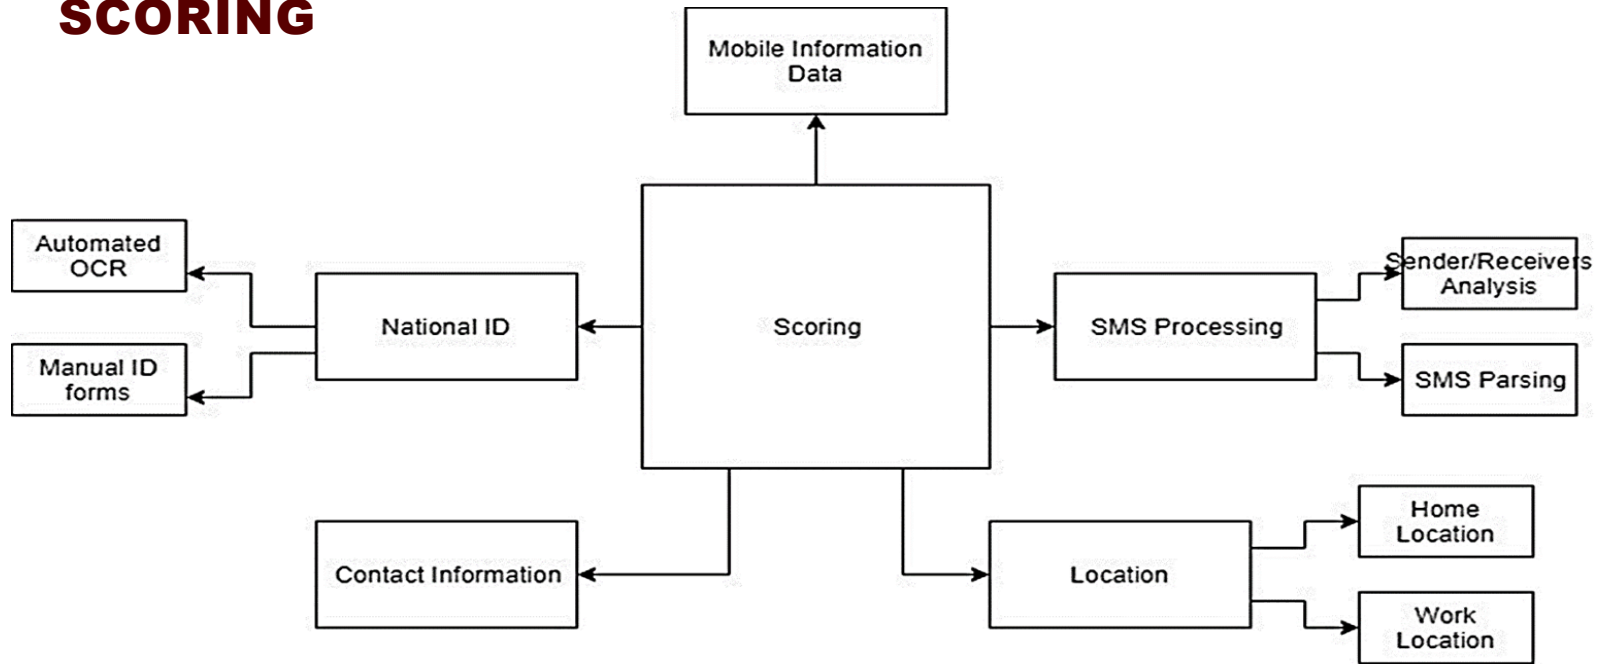 SCORING
Mobile Information
Data
Automated
OCR
National ID
Manual ID
forms
Scoring
SMS Processing
Sender/Receivers
Analysis
SMS Parsing
Contact Information
Location
Home
Location
Work
Location